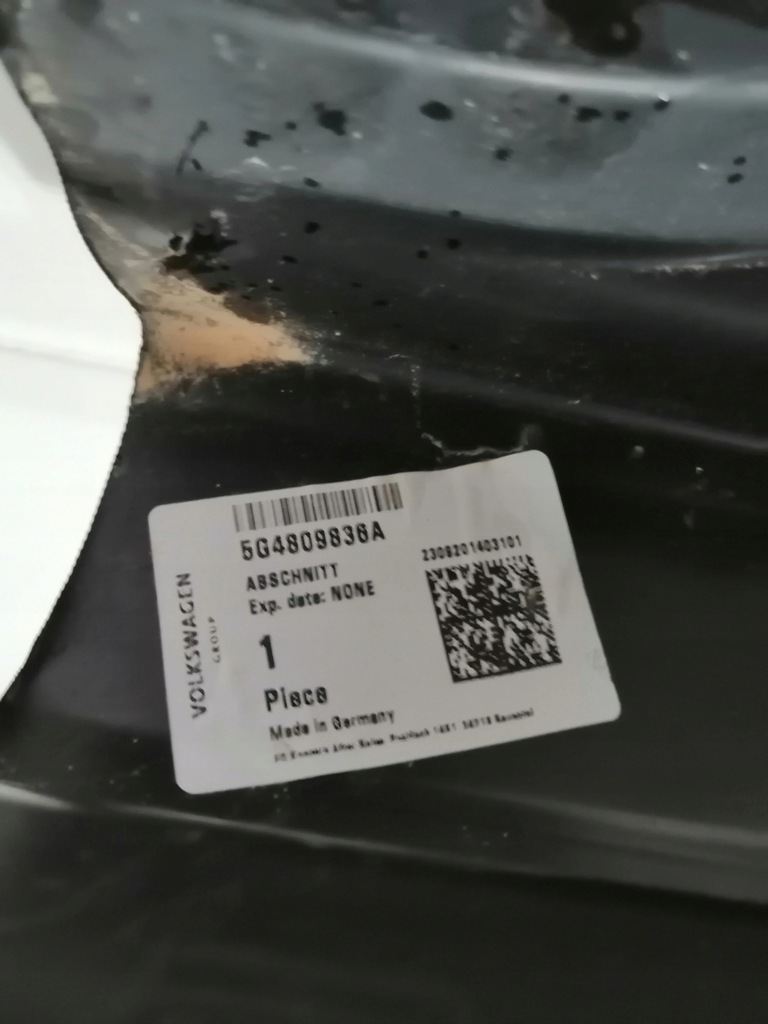 5G4809836A
ABSCHNITT
Exp. date: NONE
1
Piece
Made in Germany
VOLKSWAGEN
GROUP
2308201403101